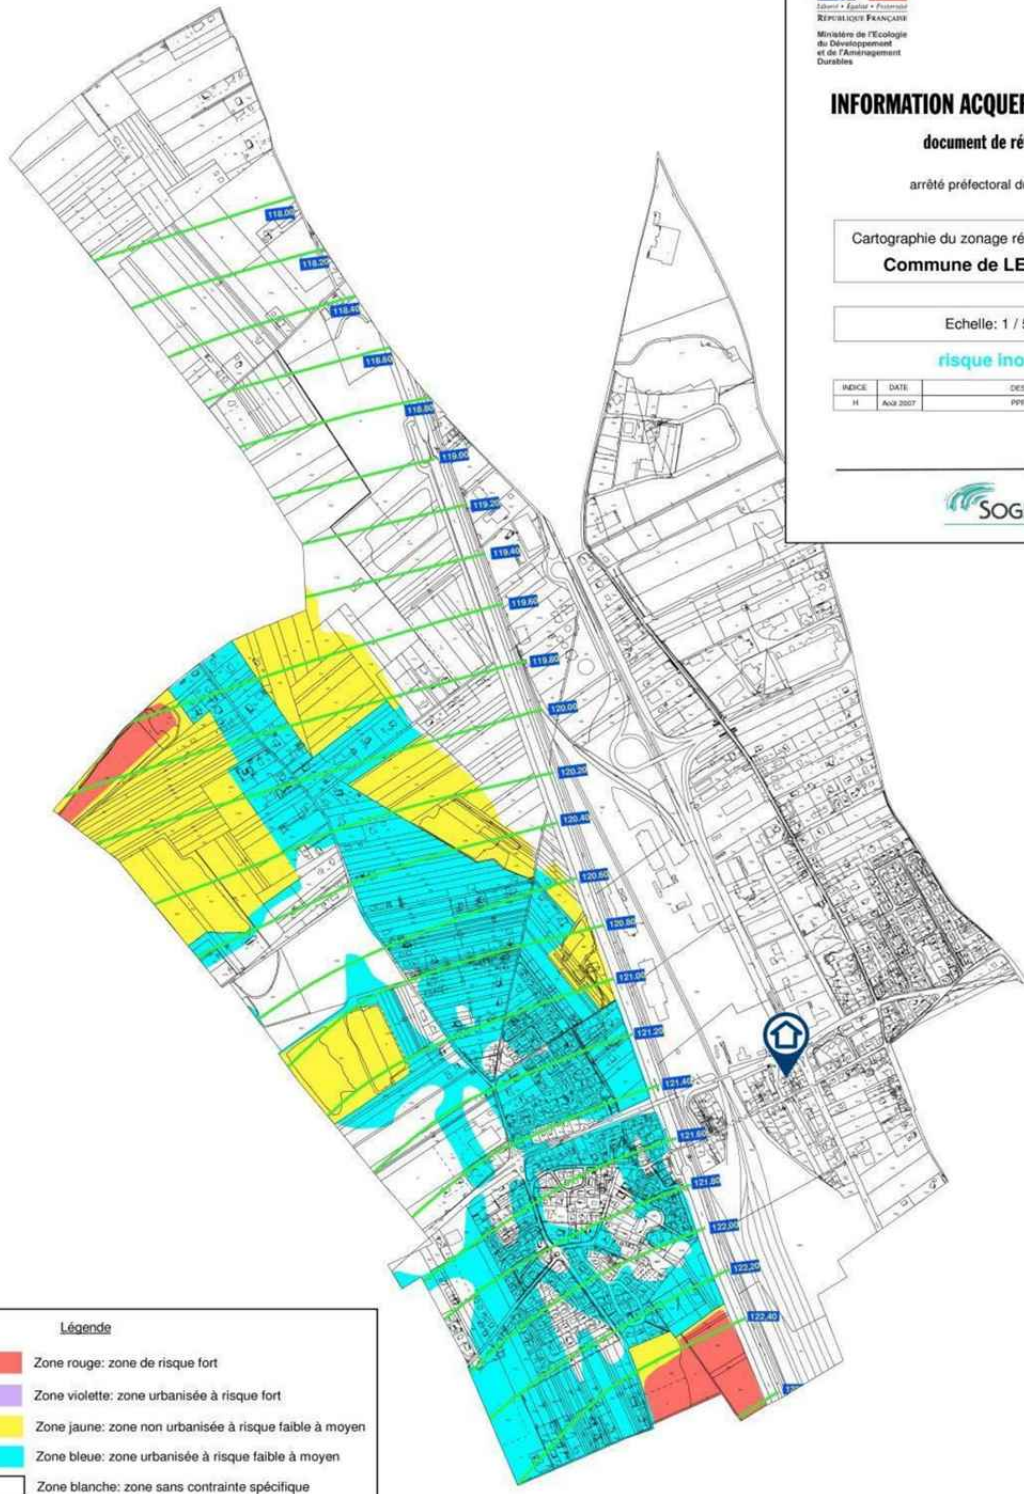 Liberté • Égalité • Fraternité
RÉPUBLIQUE FRANÇAISE
Ministère de l'Ecologie
du Développement
et de l'Aménagement
Durables
INFORMATION ACQUE
document de ré
arrêté préfectoral d
Cartographie du zonage ré
Commune de LE
Echelle: 1 /
risque ino
INDICE DATE DES
H Août 2007 PP
SOG
118.00
118.20
118.40
118.60
118.80
119.00
119.20
119.40
119.60
119.80
120.00
120.20
120.40
120.60
120.80
121.00
121.20
121.40
121.60
121.80
122.00
122.20
122.40
Légende
Zone rouge: zone de risque fort
Zone violette: zone urbanisée à risque fort
Zone jaune: zone non urbanisée à risque faible à moyen
Zone bleue: zone urbanisée à risque faible à moyen
Zone blanche: zone sans contrainte spécifique